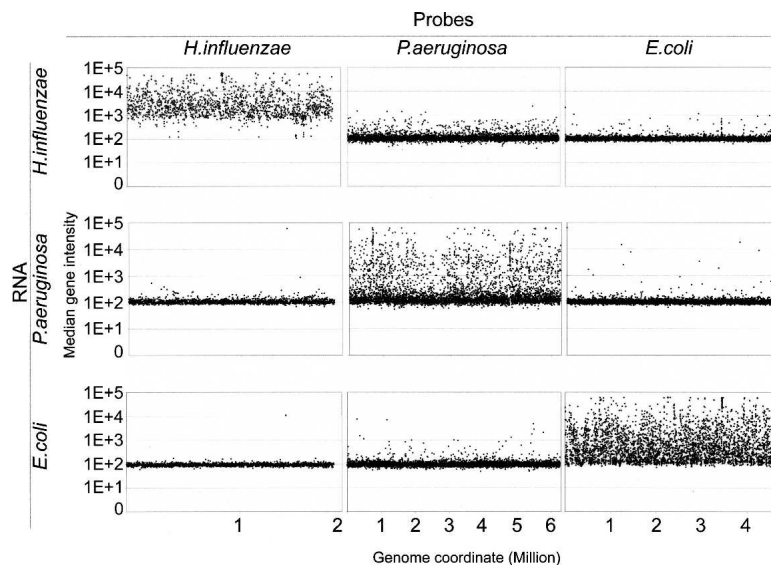 Probes
H.influenzae P.aeruginosa E.coli
RNA
Median gene intensity
H.influenzae
1E+5
1E+4
1E+3
1E+2
1E+1
0
P.aeruginosa
1E+5
1E+4
1E+3
1E+2
1E+1
0
E.coli
1E+5
1E+4
1E+3
1E+2
1E+1
0
1 2 1 2 3 4 5 6 1 2 3 4
Genome coordinate (Million)